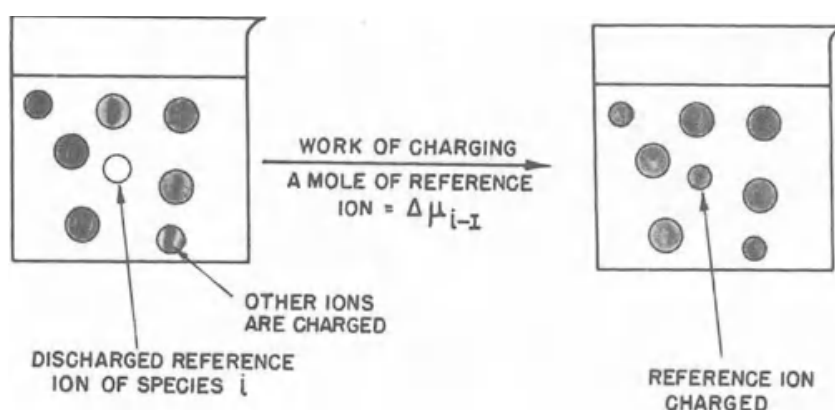 WORK OF CHARGING
A MOLE OF REFERENCE
ION = Δ μi-I
OTHER IONS
ARE CHARGED
DISCHARGED REFERENCE
ION OF SPECIES i
REFERENCE ION
CHARGED